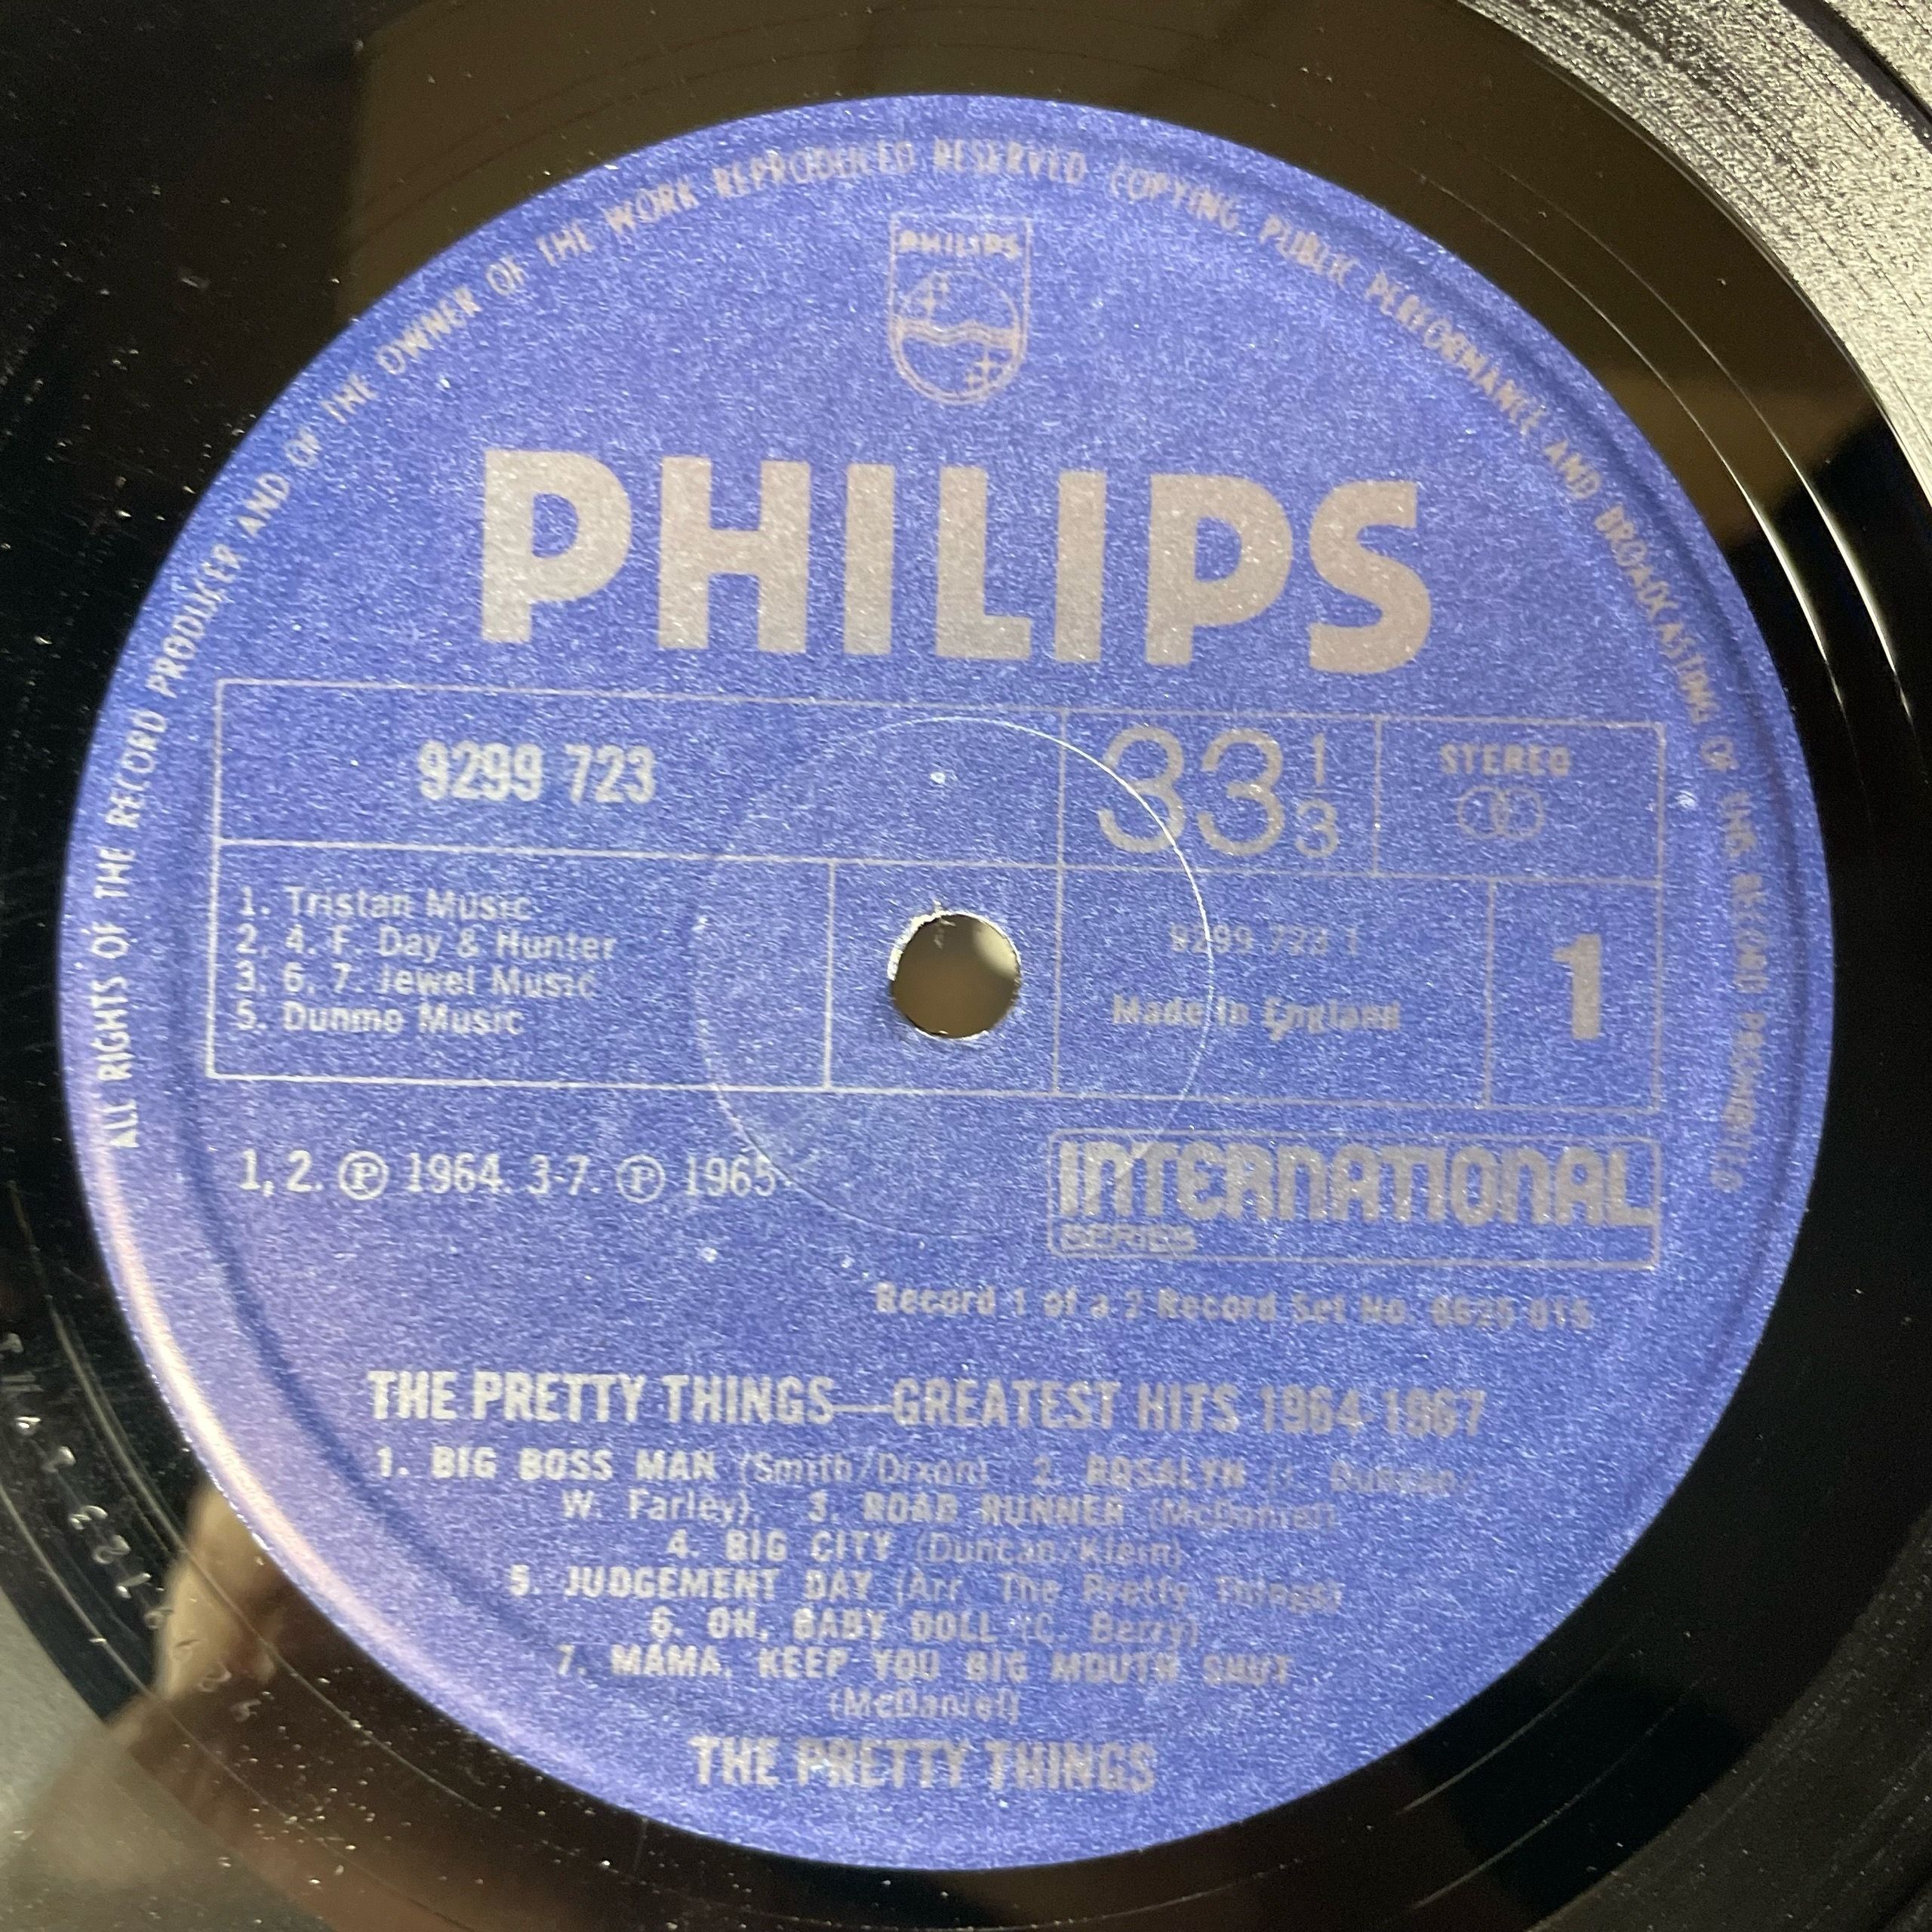 ALL RIGHTS OF THE RECORD PRODUCER AND OF THE OWNER OF THE WORK REPRODUCED RESERVED COPYING, PUBLIC PERFORMANCE AND BROADCASTING OF THIS RECORD PROHIBITED
PHILIPS
PHILIPS
9299 723
33 1/3
STEREO
1. Tristan Music
2. 4. F. Day & Hunter
3. 6. 7. Jewel Music
5. Dunmo Music
9299 723 1
Made in England
1
1, 2. Ⓟ 1964. 3-7. Ⓟ 1965
INTERNATIONAL
SERIES
Record 1 of a 2 Record Set No. 6625 015
THE PRETTY THINGS—GREATEST HITS 1964-1967
1. BIG BOSS MAN (Smith/Dixon) 2. ROSALYN (J. Duncan/
W. Farley). 3. ROAD RUNNER (McDaniel)
4. BIG CITY (Duncan/Klein)
5. JUDGEMENT DAY (Arr. The Pretty Things)
6. OH, BABY DOLL (C. Berry)
7. MAMA, KEEP YOU BIG MOUTH SHUT
(McDaniel)
THE PRETTY THINGS